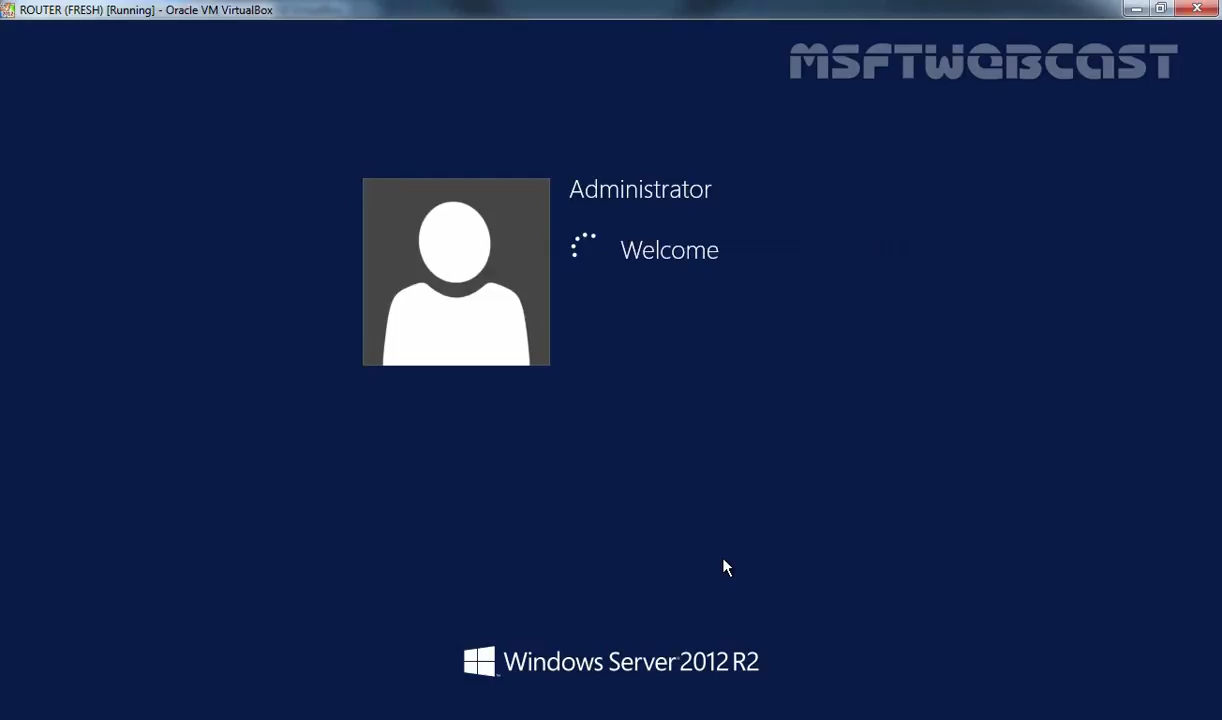 ROUTER (FRESH) [Running] - Oracle VM VirtualBox
MSFTWEBCAST
Administrator
Welcome
Windows Server 2012 R2